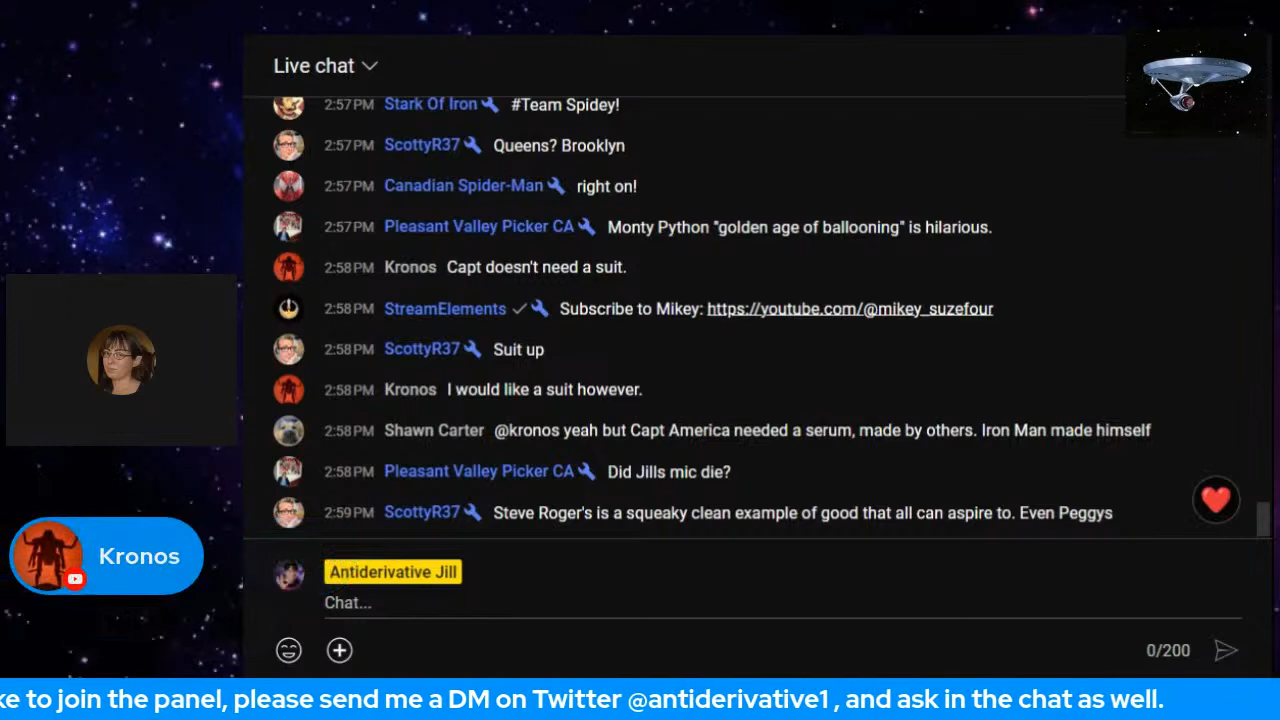 Live chat
2:57 PM Stark Of Iron #Team Spidey!
2:57 PM ScottyR37 Queens? Brooklyn
2:57 PM Canadian Spider-Man right on!
2:57 PM Pleasant Valley Picker CA Monty Python "golden age of ballooning" is hilarious.
2:58 PM Kronos Capt doesn't need a suit.
2:58 PM StreamElements Subscribe to Mikey: https://youtube.com/@mikey_suzefour
2:58 PM ScottyR37 Suit up
2:58 PM Kronos I would like a suit however.
2:58 PM Shawn Carter @kronos yeah but Capt America needed a serum, made by others. Iron Man made himself
2:58 PM Pleasant Valley Picker CA Did Jills mic die?
2:59 PM ScottyR37 Steve Roger's is a squeaky clean example of good that all can aspire to. Even Peggys
Kronos
Antiderivative Jill
Chat...
0/200
ke to join the panel, please send me a DM on Twitter @antiderivative1 , and ask in the chat as well.